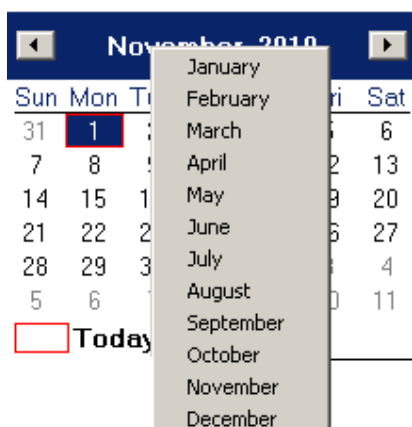 November 2010
Sun Mon Sat
31 1 6
7 8 13
14 15 20
21 22 27
28 29 4
5 6 11
Today
January
February
March
April
May
June
July
August
September
October
November
December